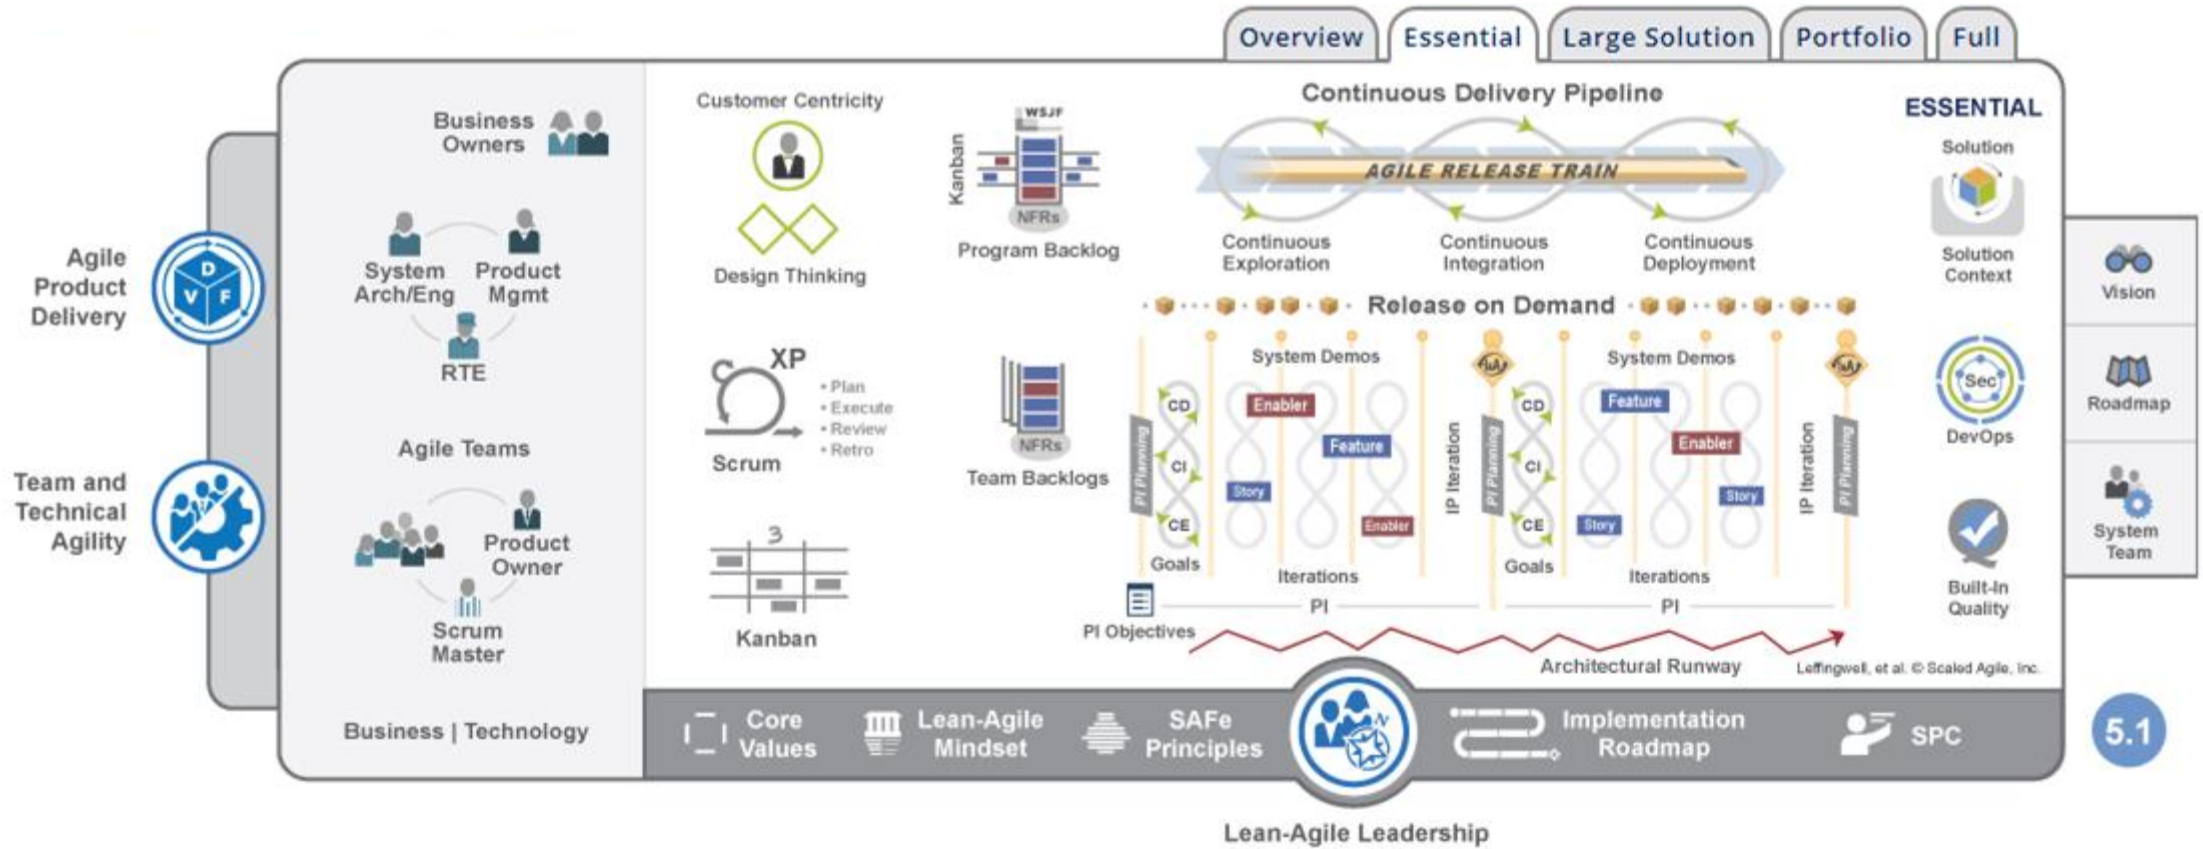 Overview
Essential
Large Solution
Portfolio
Full
Agile
Product
Delivery
D
V F
Team and
Technical
Agility
Business
Owners
System
Arch/Eng
Product
Mgmt
RTE
Agile Teams
Product
Owner
Scrum
Master
Business | Technology
Customer Centricity
Design Thinking
XP
• Plan
• Execute
• Review
• Retro
Scrum
3
Kanban
WSJF
Kanban
NFRs
Program Backlog
NFRs
Team Backlogs
Continuous Delivery Pipeline
AGILE RELEASE TRAIN
Continuous
Exploration
Continuous
Integration
Continuous
Deployment
Release on Demand
PI Planning
CD
CI
CE
Goals
System Demos
Enabler
Feature
Story
Enabler
Iterations
IP Iteration
PI Planning
CD
CI
CE
Goals
System Demos
Feature
Enabler
Story
Story
Iterations
IP Iteration
PI Planning
PI
PI
PI Objectives
Architectural Runway
Leffingwell, et al. © Scaled Agile, Inc.
ESSENTIAL
Solution
Solution
Context
Sec
DevOps
Built-In
Quality
Vision
Roadmap
System
Team
Core
Values
Lean-Agile
Mindset
SAFe
Principles
N
Lean-Agile Leadership
Implementation
Roadmap
SPC
5.1